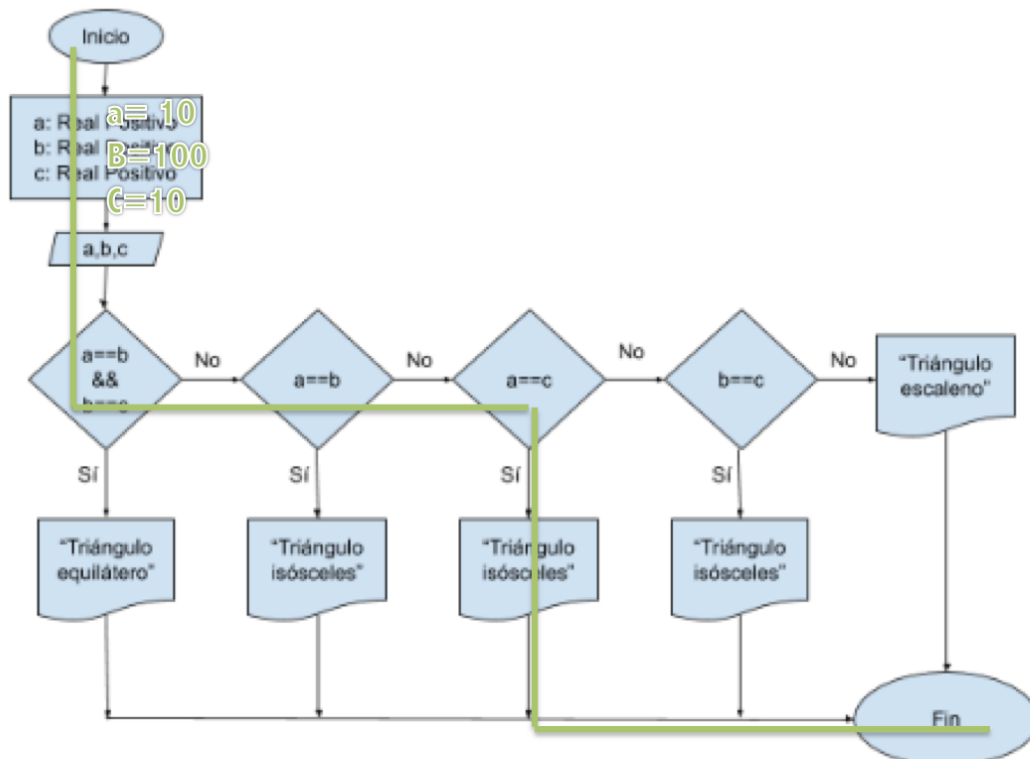 Inicio
a: Real Positivo
a= 10
b: Real Positivo
B=100
c: Real Positivo
C=10
a,b,c
a==b
&&
b==c
No
a==b
No
a==c
No
b==c
No
“Triángulo
escaleno”
Sí
Sí
Sí
Sí
“Triángulo
equilátero”
“Triángulo
isósceles”
“Triángulo
isósceles”
“Triángulo
isósceles”
Fin